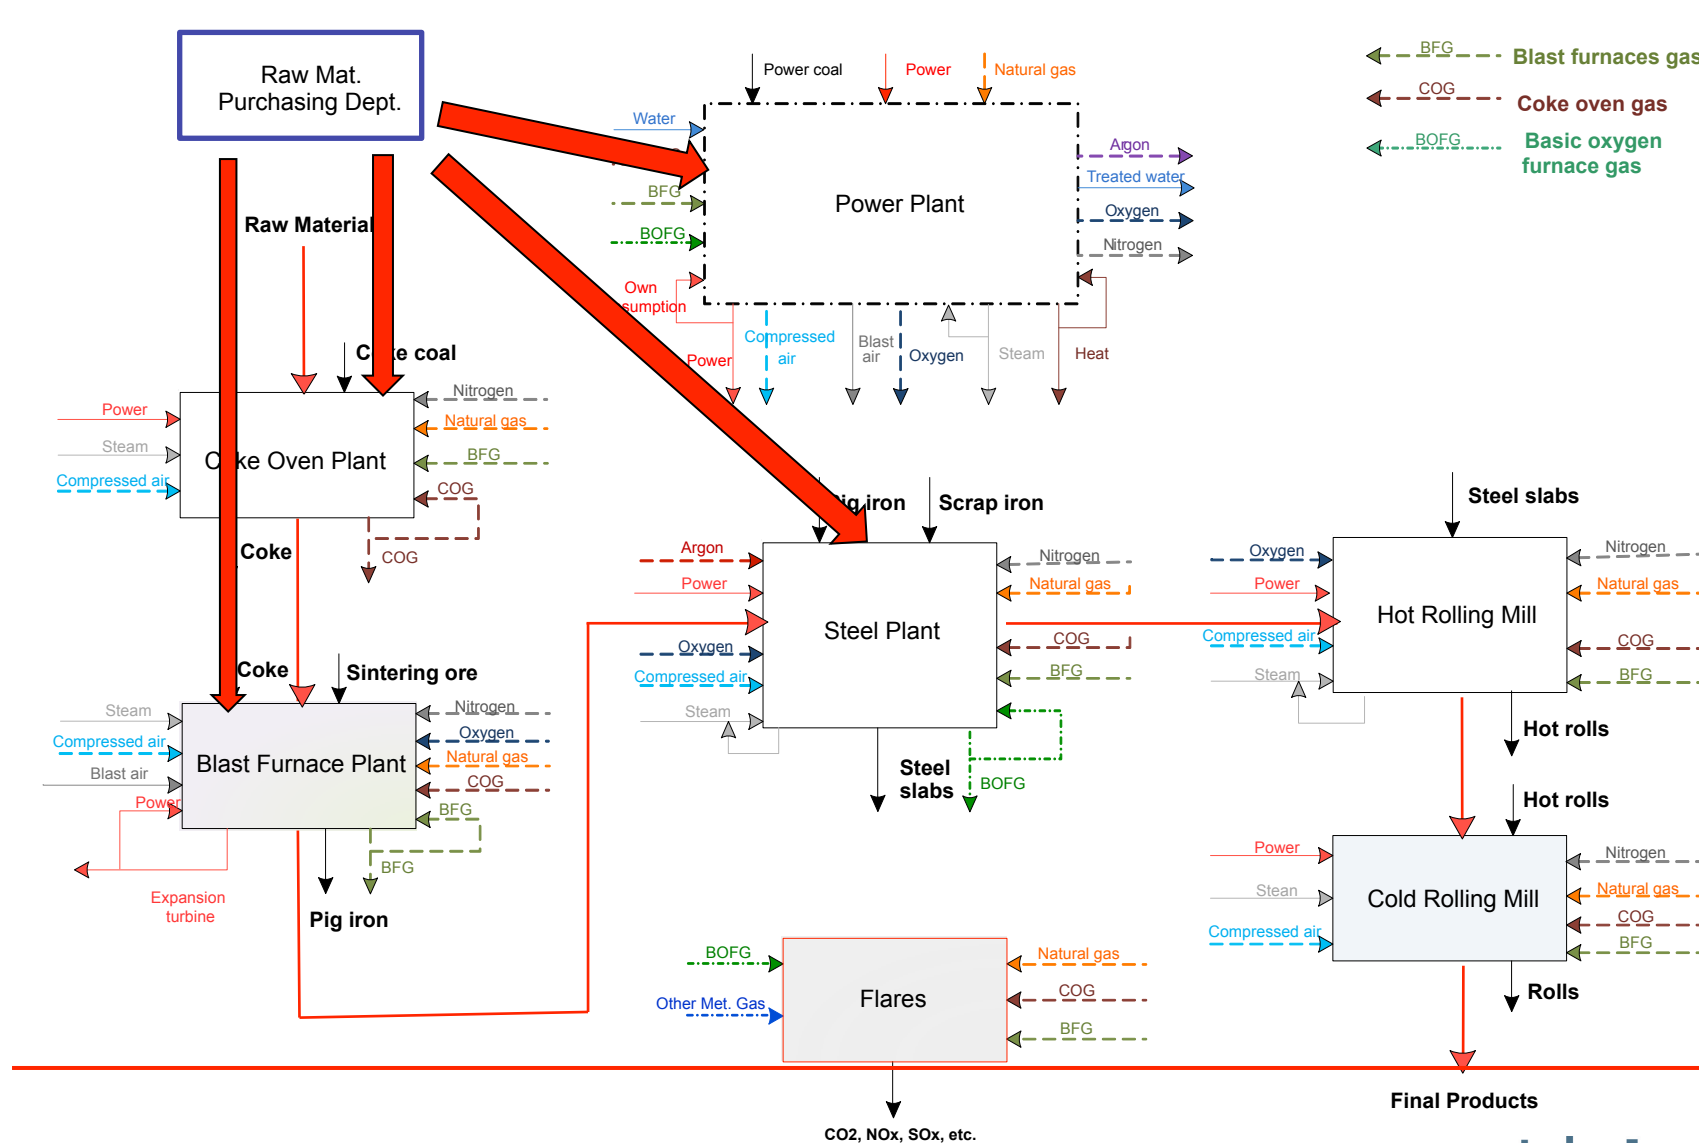 Raw Mat.
Purchasing Dept.
Power coal
Power
Natural gas
BFG
Blast furnaces gas
COG
Coke oven gas
BOFG
Basic oxygen
furnace gas
Water
BFG
BOFG
Own
sumption
Power Plant
Argon
Treated water
Oxygen
Nitrogen
Power
Compressed
air
Blast
air
Oxygen
Steam
Heat
Raw Material
Coke coal
Power
Steam
Compressed air
Coke Oven Plant
Nitrogen
Natural gas
BFG
COG
COG
Coke
Coke
Sintering ore
Steam
Compressed air
Blast air
Power
Blast Furnace Plant
Nitrogen
Oxygen
Natural gas
COG
BFG
BFG
Expansion
turbine
Pig iron
Pig iron
Scrap iron
Argon
Power
Oxygen
Compressed air
Steam
Steel Plant
Nitrogen
Natural gas
COG
BFG
Steel
slabs
BOFG
Steel slabs
Oxygen
Power
Compressed air
Steam
Hot Rolling Mill
Nitrogen
Natural gas
COG
BFG
Hot rolls
Hot rolls
Power
Stean
Compressed air
Cold Rolling Mill
Nitrogen
Natural gas
COG
BFG
Rolls
BOFG
Other Met. Gas
Flares
Natural gas
COG
BFG
Final Products
CO2, NOx, SOx, etc.